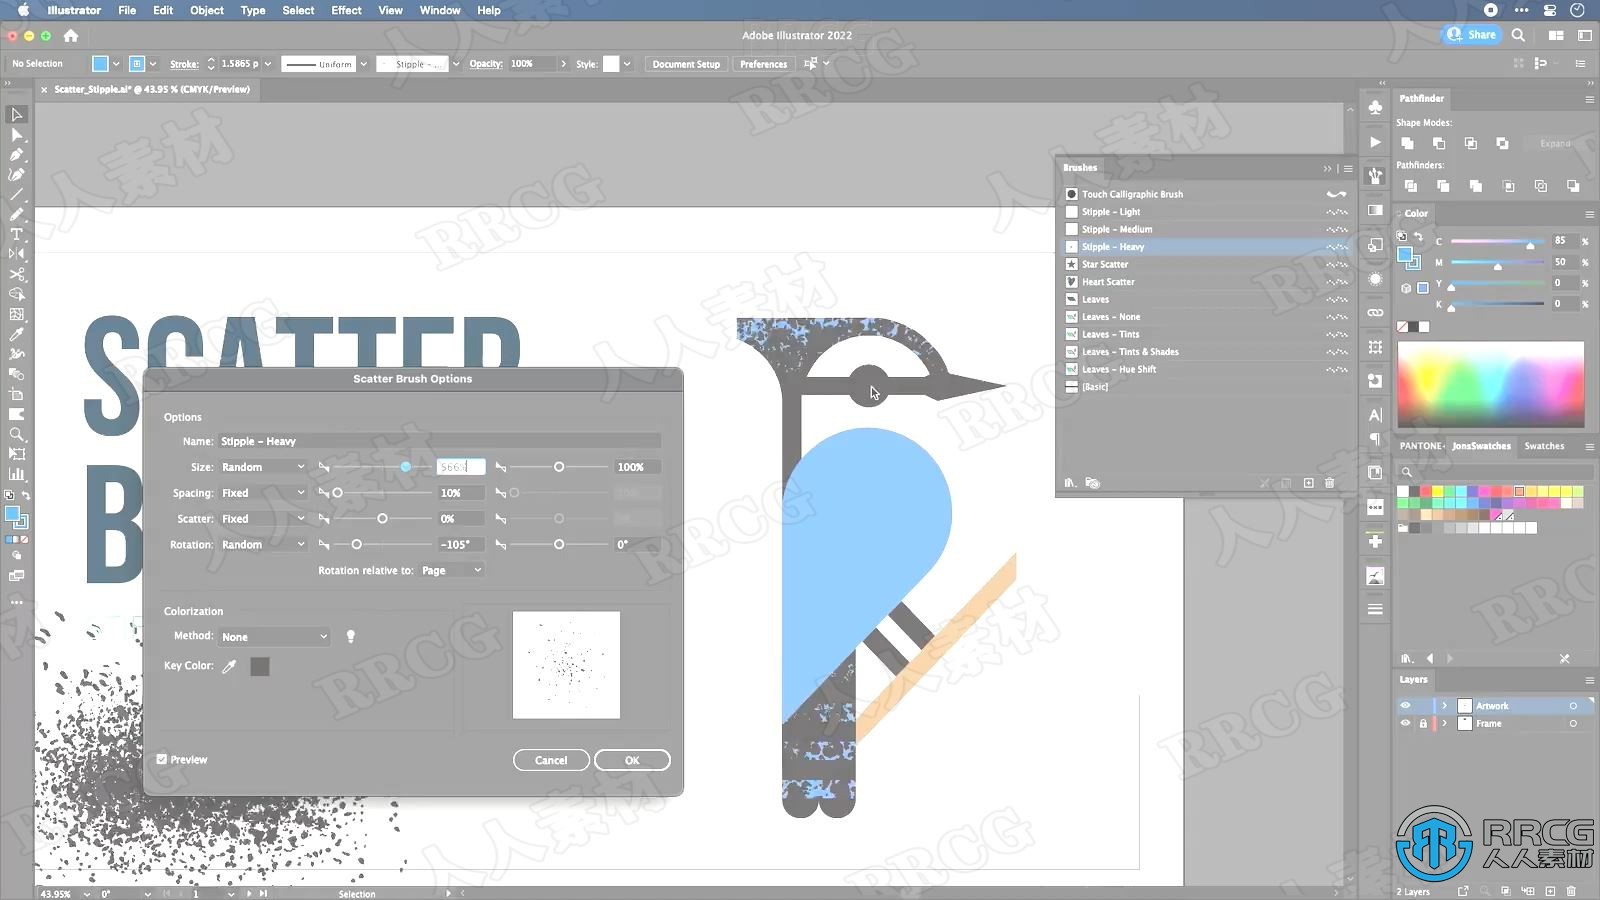 Illustrator File Edit Object Type Select Effect View Window Help
Adobe Illustrator 2022
Share
No Selection
Stroke:
1.5865 p
Uniform
Stipple - ...
Opacity:
100%
Style:
Document Setup
Preferences
× Scatter_Stipple.ai* @ 43.95 % (CMYK/Preview)
SCATTER
B
Scatter Brush Options
Options
Name: Stipple – Heavy
Size: Random 566% 100%
Spacing: Fixed 10%
Scatter: Fixed 0%
Rotation: Random -105° 0°
Rotation relative to: Page
Colorization
Method: None
Key Color:
Preview
Cancel
OK
Brushes
Touch Calligraphic Brush
Stipple – Light
Stipple – Medium
Stipple – Heavy
Star Scatter
Heart Scatter
Leaves
Leaves – None
Leaves – Tints
Leaves – Tints & Shades
Leaves – Hue Shift
[Basic]
Pathfinder
Shape Modes:
Expand
Pathfinders:
Color
C 85 %
M 50 %
Y 0 %
K 0 %
PANTONE+ JonsSwatches Swatches
Layers
Artwork
Frame
2 Layers
43.95%
0°
1
Selection
RRCG
人人素材